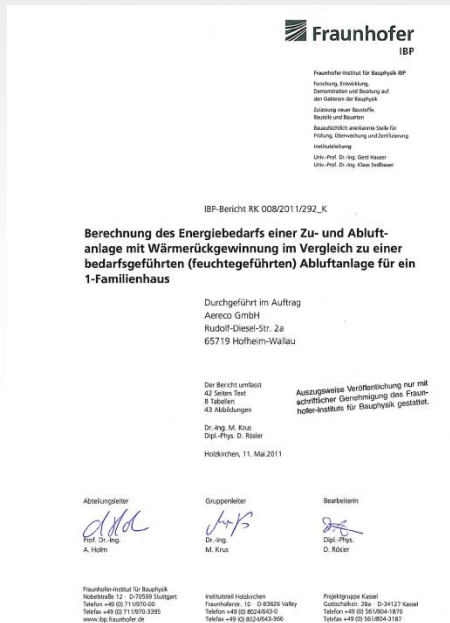 Fraunhofer
IBP
Fraunhofer-Institut für Bauphysik IBP
Forschung, Entwicklung,
Demonstration und Beratung auf
den Gebieten der Bauphysik
Zulassung neuer Baustoffe,
Bauteile und Bauarten
Bauaufsichtlich anerkannte Stelle für
Prüfung, Überwachung und Zertifizierung
Institutsleitung
Univ.-Prof. Dr.-Ing. Gerd Hauser
Univ.-Prof. Dr.-Ing. Klaus Sedlbauer
IBP-Bericht RK 008/2011/292_K
Berechnung des Energiebedarfs einer Zu- und Abluft-
anlage mit Wärmerückgewinnung im Vergleich zu einer
bedarfsgeführten (feuchtegeführten) Abluftanlage für ein
1-Familienhaus
Durchgeführt im Auftrag
Aereco GmbH
Rudolf-Diesel-Str. 2a
65719 Hofheim-Wallau
Der Bericht umfasst
42 Seiten Text
8 Tabellen
43 Abbildungen
Auszugsweise Veröffentlichung nur mit
schriftlicher Genehmigung des Fraun-
hofer-Instituts für Bauphysik gestattet.
Dr.-Ing. M. Krus
Dipl.-Phys. D. Rösler
Holzkirchen, 11. Mai.2011
Abteilungsleiter
Prof. Dr.-Ing.
A. Holm
Gruppenleiter
Dr.-Ing.
M. Krus
Bearbeiterin
Dipl.-Phys.
D. Rösler
Fraunhofer-Institut für Bauphysik
Nobelstraße 12 · D-70569 Stuttgart
Telefon +49 (0) 711/970-00
Telefax +49 (0) 711/970-3395
www.ibp.fraunhofer.de
Institutsteil Holzkirchen
Fraunhoferstr. 10 · D-83626 Valley
Telefon +49 (0) 8024/643-0
Telefax +49 (0) 8024/643-366
Projektgruppe Kassel
Gottschalkstr. 28a · D-34127 Kassel
Telefon +49 (0) 561/804-1870
Telefax +49 (0) 561/804-3187